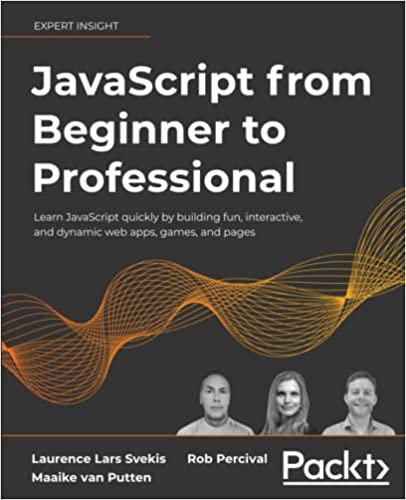 EXPERT INSIGHT
JavaScript from
Beginner to
Professional
Learn JavaScript quickly by building fun, interactive,
and dynamic web apps, games, and pages
Laurence Lars Svekis Rob Percival
Maaike van Putten
Packt>